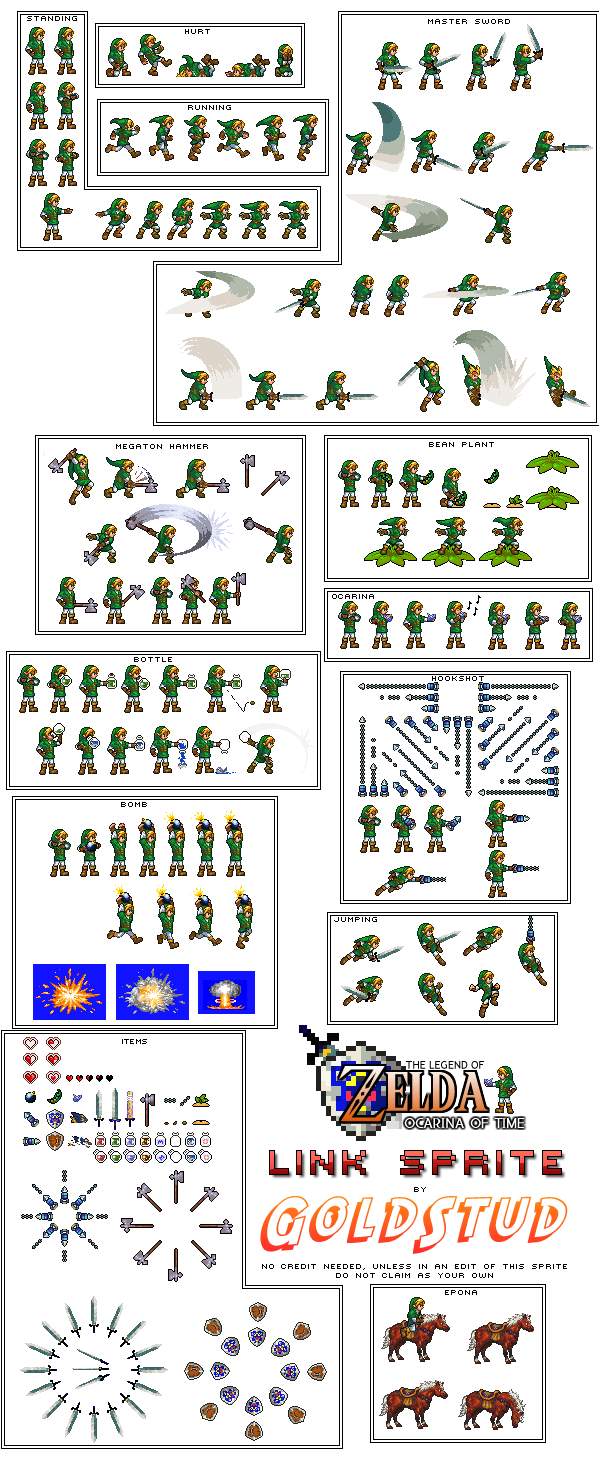 STANDING
HURT
MASTER SWORD
RUNNING
MEGATON HAMMER
BEAN PLANT
OCARINA
BOTTLE
HOOKSHOT
BOMB
JUMPING
ITEMS
THE LEGEND OF
ZELDA
OCARINA OF TIME
LINK SPRITE
BY
GOLDSTUD
NO CREDIT NEEDED, UNLESS IN AN EDIT OF THIS SPRITE
DO NOT CLAIM AS YOUR OWN
EPONA